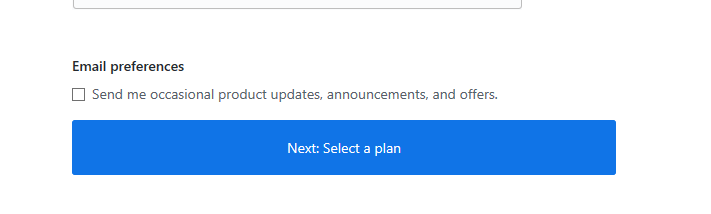 Email preferences
Send me occasional product updates, announcements, and offers.
Next: Select a plan